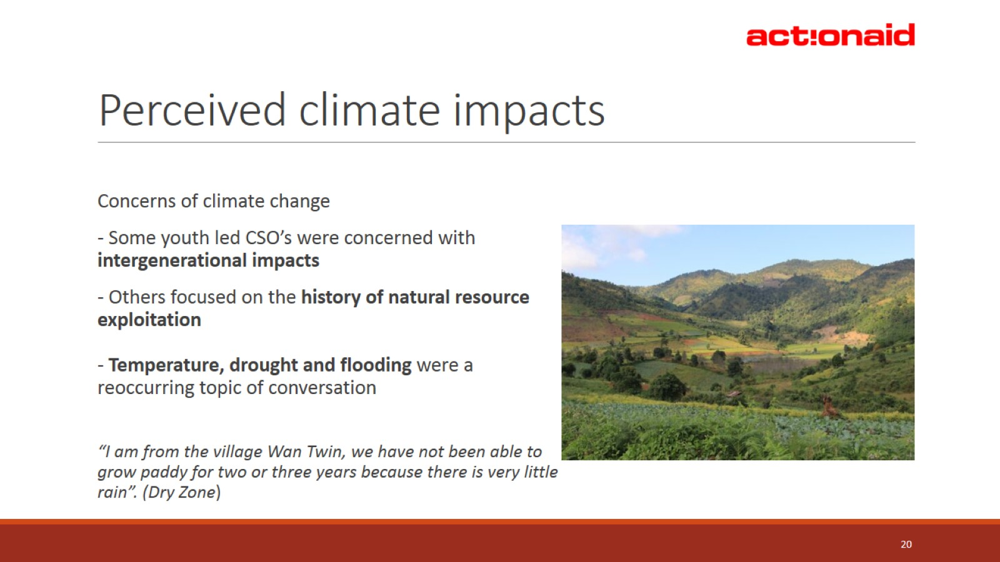 act!onaid
Perceived climate impacts
Concerns of climate change
- Some youth led CSO’s were concerned with
intergenerational impacts
- Others focused on the history of natural resource
exploitation
- Temperature, drought and flooding were a
reoccurring topic of conversation
“I am from the village Wan Twin, we have not been able to
grow paddy for two or three years because there is very little
rain”. (Dry Zone)
20